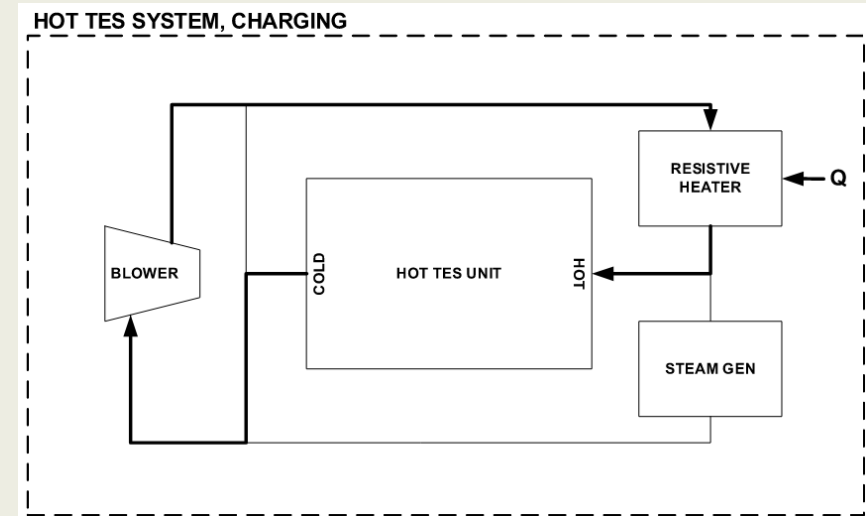 HOT TES SYSTEM, CHARGING
RESISTIVE
HEATER
Q
BLOWER
COLD
HOT TES UNIT
HOT
STEAM GEN